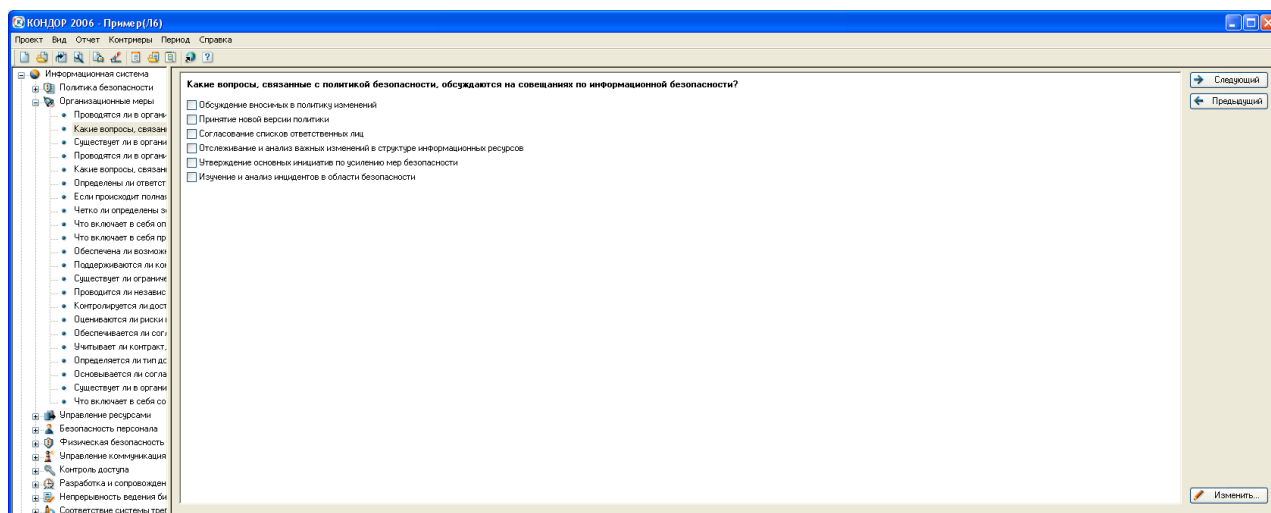 КОНДОР 2006 - Пример(Л6)
Проект Вид Отчет Контрмеры Период Справка
Информационная система
Политика безопасности
Организационные меры
Проводятся ли в органи
Какие вопросы, связанн
Существует ли в органи
Проводятся ли в органи
Какие вопросы, связанн
Определены ли ответст
Если происходит полная
Четко ли определены з
Что включает в себя оп
Что включает в себя пр
Обеспечена ли возможн
Поддерживаются ли кон
Существует ли ограниче
Проводится ли независ
Контролируется ли дост
Оцениваются ли риски
Обеспечивается ли согл
Учитывает ли контракт,
Определяется ли тип до
Основывается ли согла
Существует ли в органи
Что включает в себя со
Управление ресурсами
Безопасность персонала
Физическая безопасность
Управление коммуникация
Контроль доступа
Разработка и сопровожден
Непрерывность ведения би
Соответствие системы треб
Какие вопросы, связанные с политикой безопасности, обсуждаются на совещаниях по информационной безопасности?
Обсуждение вносимых в политику изменений
Принятие новой версии политики
Согласование списков ответственных лиц
Отслеживание и анализ важных изменений в структуре информационных ресурсов
Утверждение основных инициатив по усилению мер безопасности
Изучение и анализ инцидентов в области безопасности
Следующий
Предыдущий
Изменить...